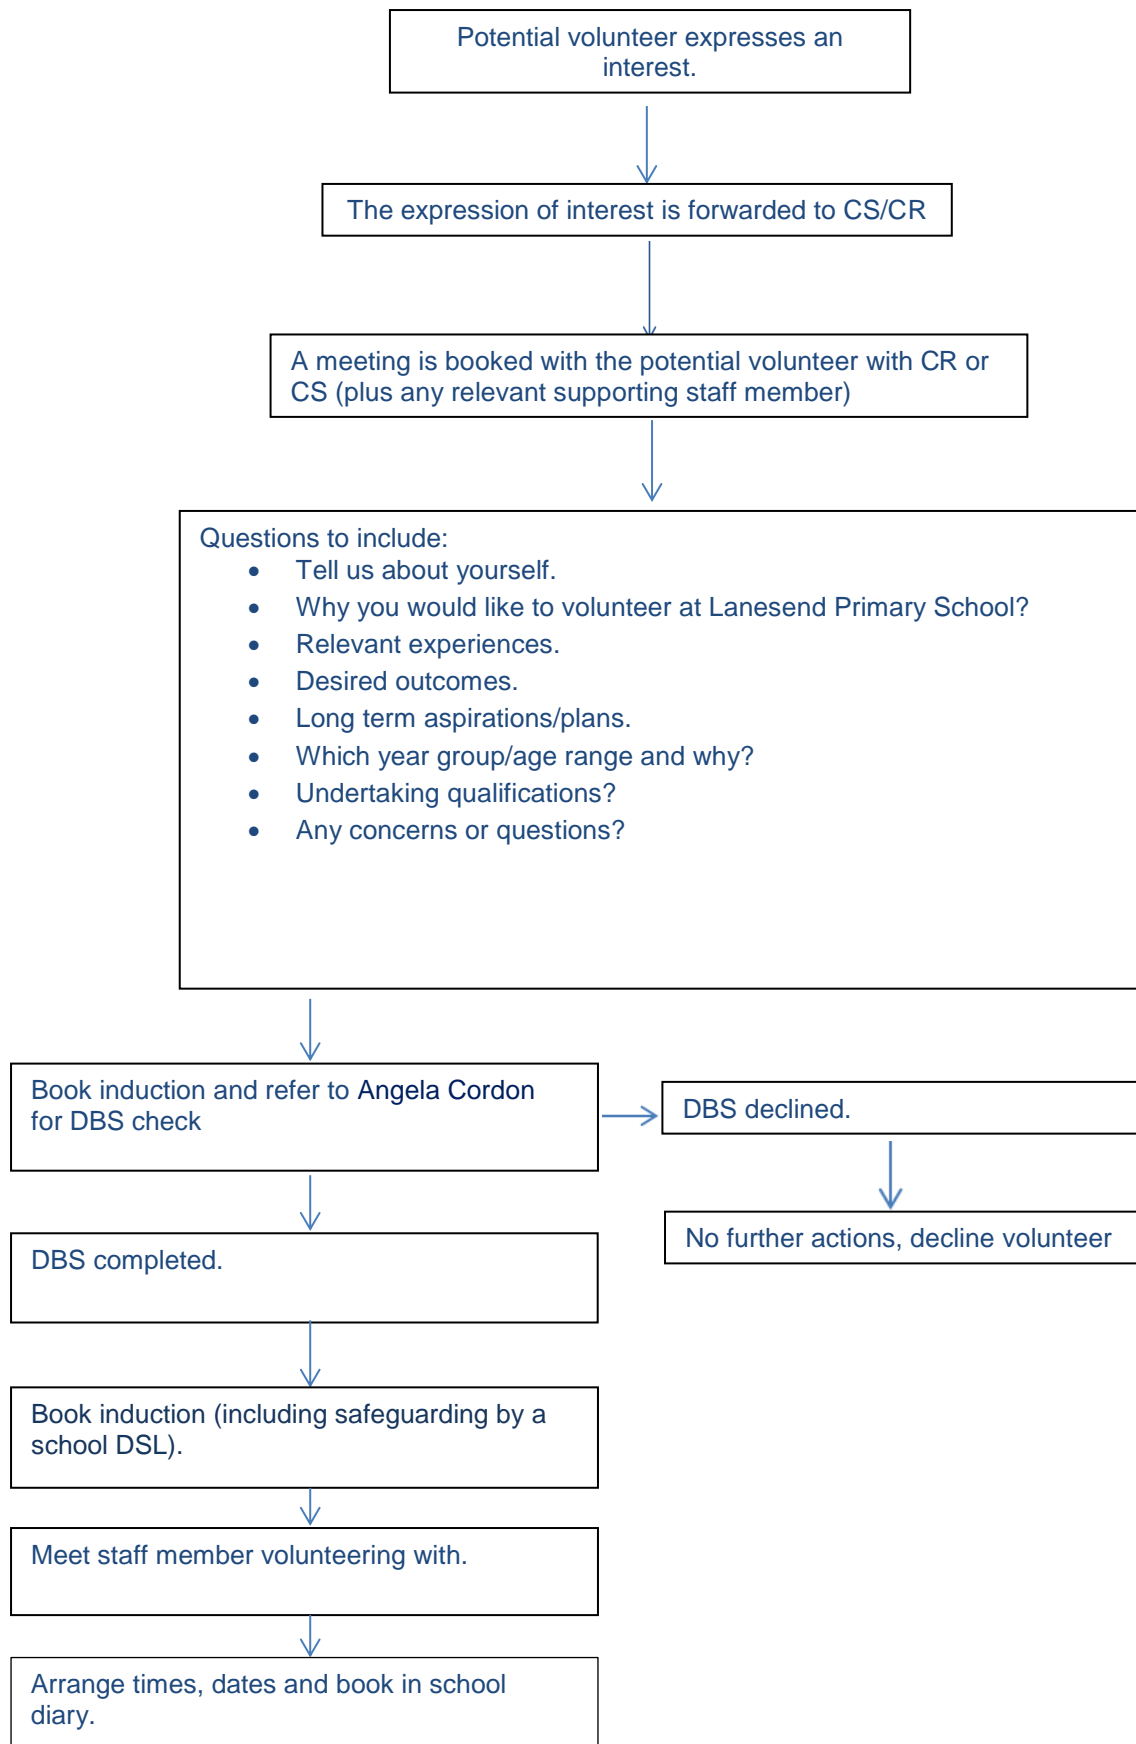 Potential volunteer expresses an
interest.
The expression of interest is forwarded to CS/CR
A meeting is booked with the potential volunteer with CR or
CS (plus any relevant supporting staff member)
Questions to include:
• Tell us about yourself.
• Why you would like to volunteer at Lanesend Primary School?
• Relevant experiences.
• Desired outcomes.
• Long term aspirations/plans.
• Which year group/age range and why?
• Undertaking qualifications?
• Any concerns or questions?
Book induction and refer to Angela Cordon
for DBS check
DBS declined.
No further actions, decline volunteer
DBS completed.
Book induction (including safeguarding by a
school DSL).
Meet staff member volunteering with.
Arrange times, dates and book in school
diary.